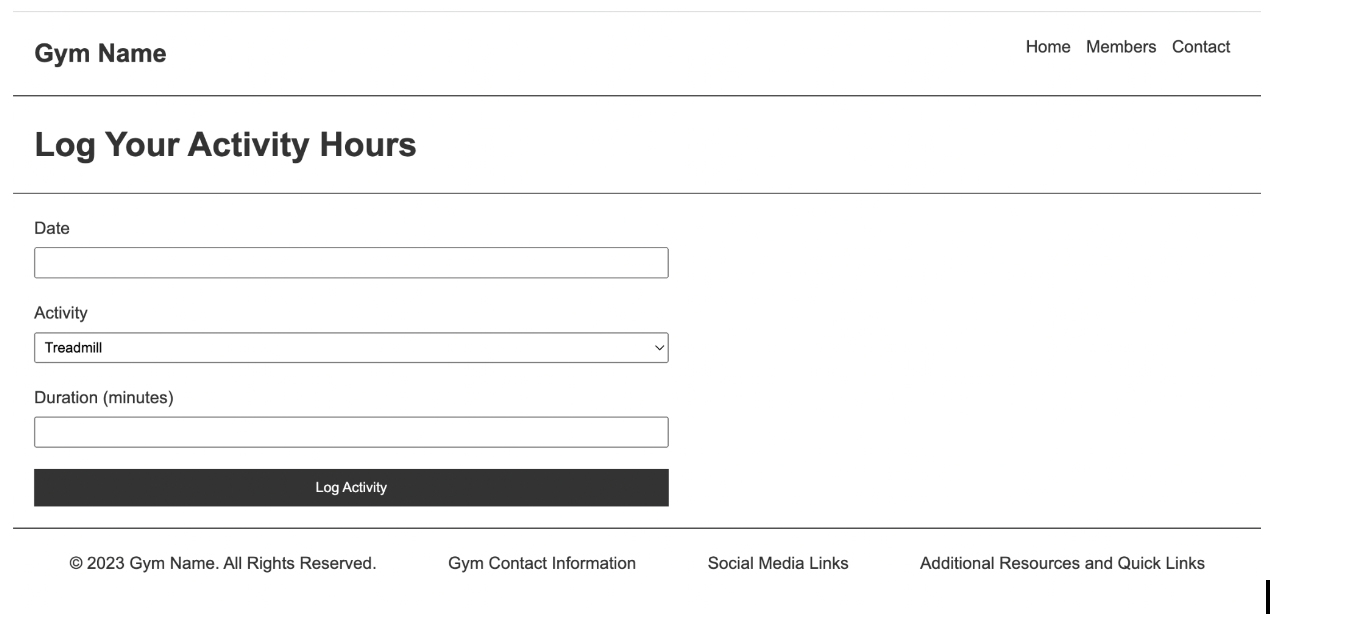 Gym Name
Home Members Contact
Log Your Activity Hours
Date
Activity
Treadmill
Duration (minutes)
Log Activity
© 2023 Gym Name. All Rights Reserved.
Gym Contact Information
Social Media Links
Additional Resources and Quick Links